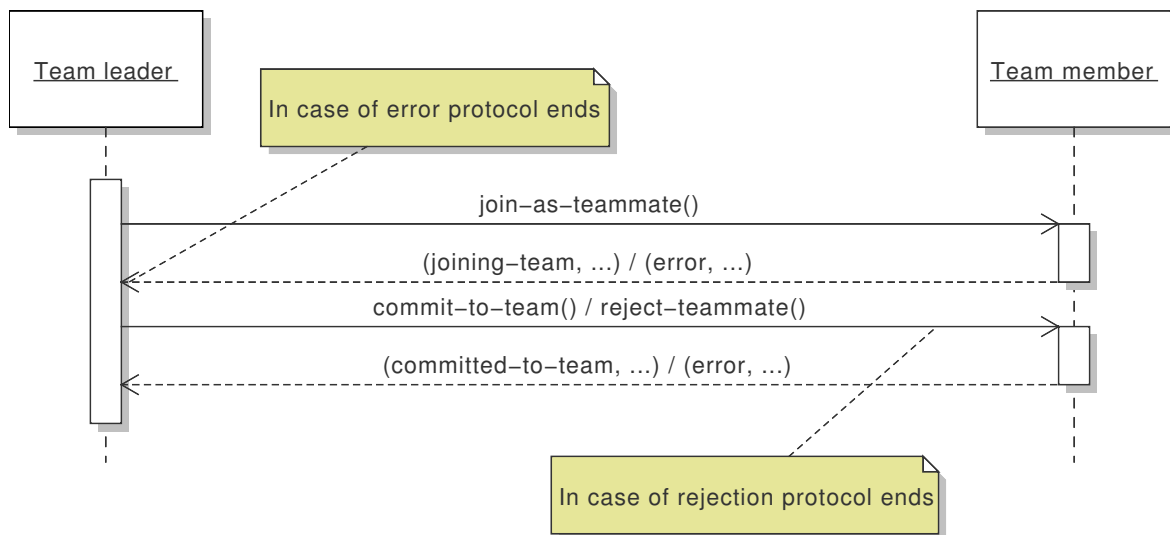 Team leader
Team member
In case of error protocol ends
join−as−teammate()
(joining−team, ...) / (error, ...)
commit−to−team() / reject−teammate()
(committed−to−team, ...) / (error, ...)
In case of rejection protocol ends